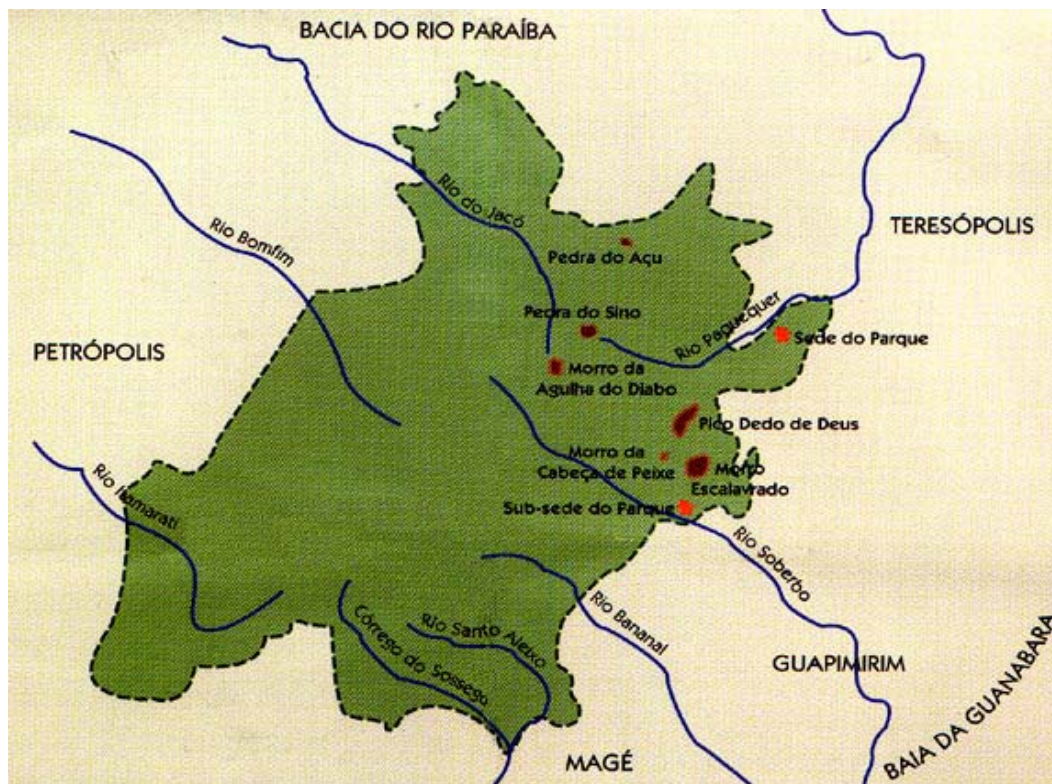 BACIA DO RIO PARAÍBA
TERESÓPOLIS
Rio do Jacó
Rio Bomfim
Pedra do Açu
Pedra do Sino
Rio Paquequer
Sede do Parque
PETRÓPOLIS
Morro da
Agulha do Diabo
Pico Dedo de Deus
Morro da
Cabeça de Peixe
Morro
Escalavrado
Sub-sede do Parque
Rio Itamarati
Rio Soberbo
Rio Bananal
Rio Santo Aleixo
Córrego do Sossego
GUAPIMIRIM
BAIA DA GUANABARA
MAGÉ